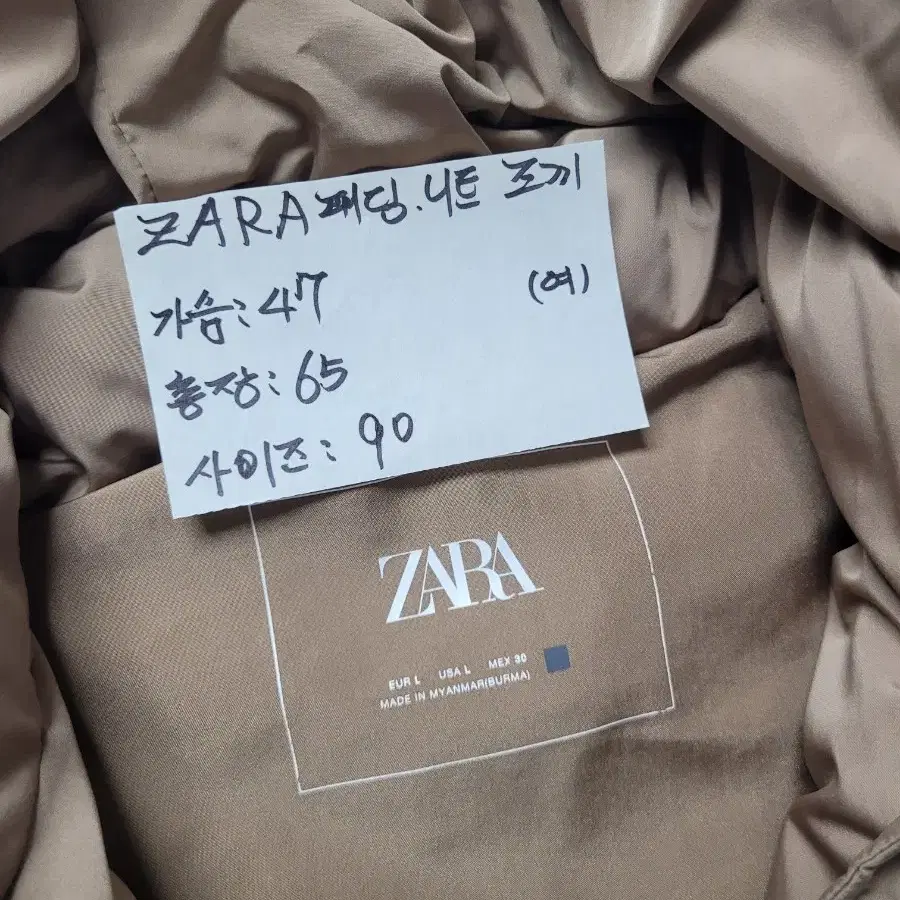 ZARA 패딩.니트 조끼
가슴: 47 (여)
총장: 65
사이즈: 90
ZARA
EUR L USA L MEX 30
MADE IN MYANMAR(BURMA)